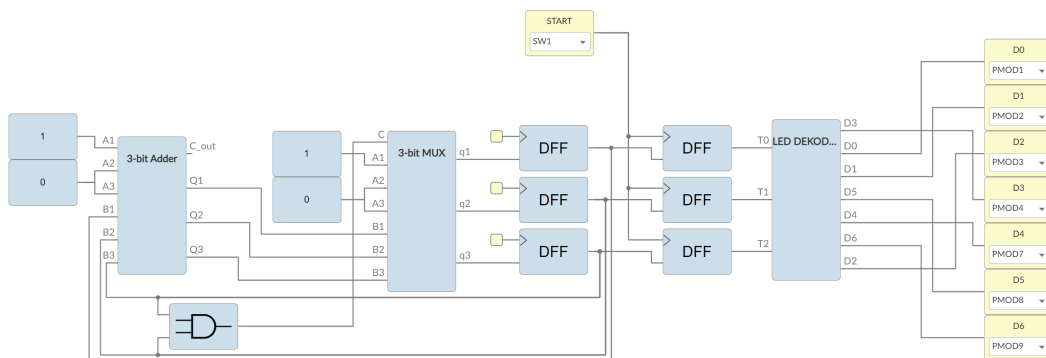 START
SW1
D0
PMOD1
D1
PMOD2
D2
PMOD3
D3
PMOD4
D4
PMOD7
D5
PMOD8
D6
PMOD9
1
0
A1
A2
A3
B1
B2
B3
3-bit Adder
C_out
Q1
Q2
Q3
1
0
C
A1
A2
A3
B1
B2
B3
3-bit MUX
q1
q2
q3
DFF
DFF
DFF
DFF
DFF
DFF
T0
T1
T2
LED DEKOD...
D3
D0
D1
D5
D4
D6
D2